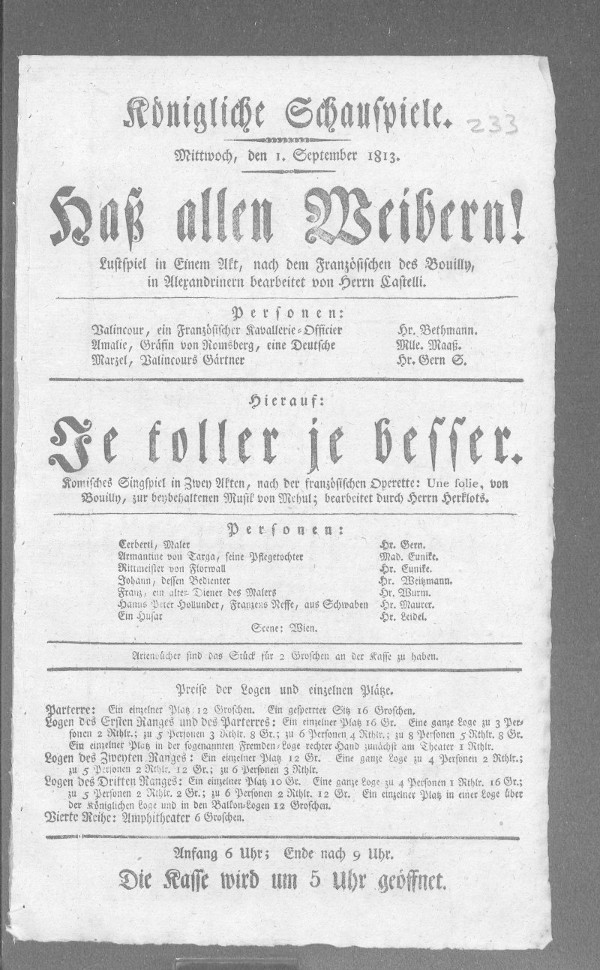 Königliche Schauspiele.
233
Mittwoch, den 1. September 1813.
Haß allen Weibern!
Lustspiel in Einem Akt, nach dem Französischen des Bouilly,
in Alexandrinern bearbeitet von Herrn Castelli.
Personen:
Valincour, ein Französischer Kavallerie-Officier Hr. Bethmann.
Amalie, Gräfin von Romsberg, eine Deutsche Mlle. Maaß.
Marzel, Valincours Gärtner Hr. Gern S.
Hierauf:
Je toller je besser.
Komisches Singspiel in Zwey Akten, nach der französischen Operette: Une folie, von
Bouilly, zur beybehaltenen Musik von Mehul; bearbeitet durch Herrn Herklots.
Personen:
Cerberti, Maler Hr. Gern.
Armantine von Targa, seine Pflegetochter Mad. Eunike.
Rittmeister von Florwall Hr. Eunike.
Johann, dessen Bedienter Hr. Weitzmann.
Franz, ein alter Diener des Malers Hr. Wurm.
Hanns Peter Hollunder, Franzens Neffe, aus Schwaben Hr. Maurer.
Ein Husar Hr. Leidel.
Scene: Wien.
Arienbücher sind das Stück für 2 Groschen an der Kasse zu haben.
Preise der Logen und einzelnen Plätze.
Parterre: Ein einzelner Platz 12 Groschen. Ein gesperrter Sitz 16 Groschen.
Logen des Ersten Ranges und des Parterres: Ein einzelner Platz 16 Gr. Eine ganze Loge zu 3 Per-
sonen 2 Rthlr.; zu 5 Personen 3 Rthlr. 8 Gr.; zu 6 Personen 4 Rthlr.; zu 8 Personen 5 Rthlr. 8 Gr.
Ein einzelner Platz in der sogenannten Fremden-Loge rechter Hand zunächst am Theater 1 Rthlr.
Logen des Zweyten Ranges: Ein einzelner Platz 12 Gr. Eine ganze Loge zu 4 Personen 2 Rthlr.;
zu 5 Personen 2 Rthlr. 12 Gr.; zu 6 Personen 3 Rthlr.
Logen des Dritten Ranges: Ein einzelner Platz 10 Gr. Eine ganze Loge zu 4 Personen 1 Rthlr. 16 Gr.;
zu 5 Personen 2 Rthlr. 2 Gr.; zu 6 Personen 2 Rthlr. 12 Gr. Ein einzelner Platz in einer Loge über
der Königlichen Loge und in den Balkon-Logen 12 Groschen.
Vierte Reihe: Amphitheater 6 Groschen.
Anfang 6 Uhr; Ende nach 9 Uhr.
Die Kasse wird um 5 Uhr geöffnet.